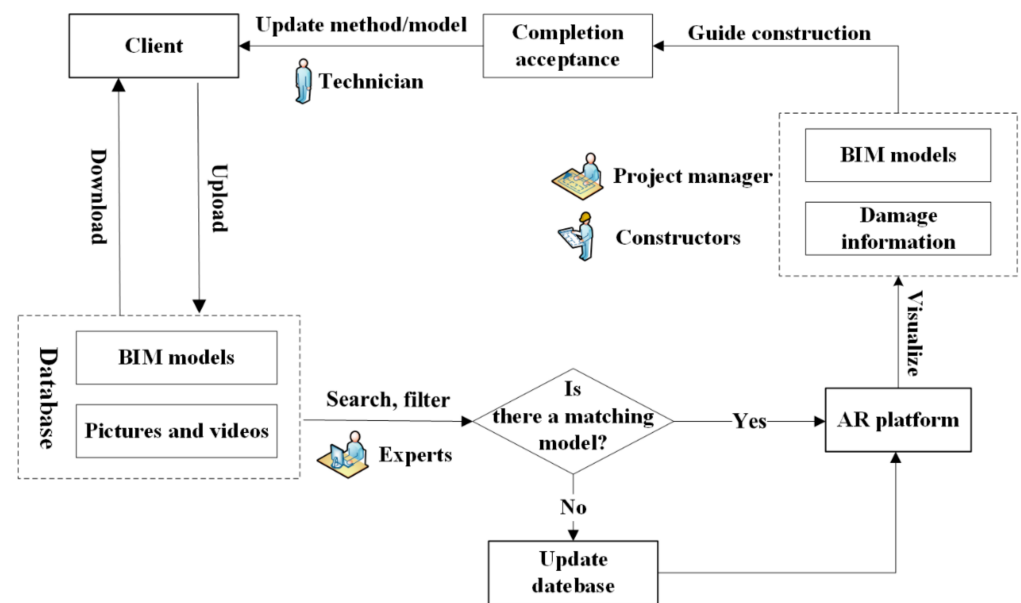 Client
Update method/model
Technician
Completion
acceptance
Guide construction
Download
Upload
Project manager
Constructors
BIM models
Damage
information
Visualize
Database
BIM models
Pictures and videos
Search, filter
Experts
Is
there a matching
model?
Yes
AR platform
No
Update
datebase